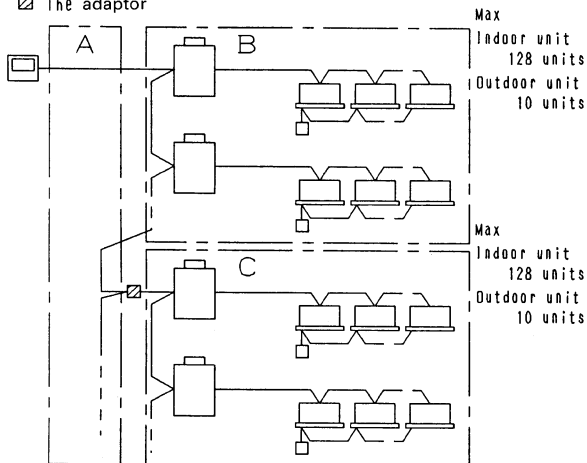 The adaptor
A
B
Max
Indoor unit
128 units
Outdoor unit
10 units
C
Max
Indoor unit
128 units
Outdoor unit
10 units